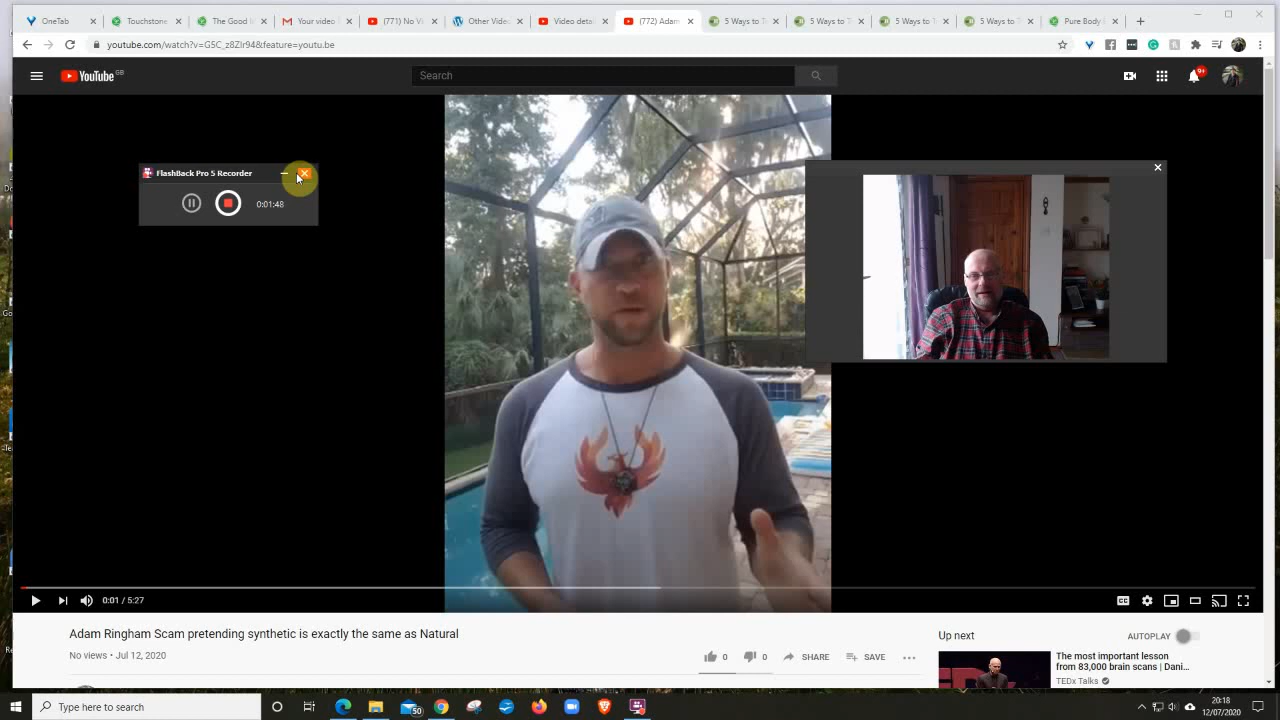 OneTab
Touchstone
The Good I
Your video
(771) No Vi
Other Vide
Video detai
(772) Adam
5 Ways to T
5 Ways to T
5 Ways to T
5 Ways to T
Pure Body
youtube.com/watch?v=G5C_z8Zlr94&feature=youtu.be
YouTube GB
Search
9+
FlashBack Pro 5 Recorder
0:01:48
0:01 / 5:27
CC
Adam Ringham Scam pretending synthetic is exactly the same as Natural
No views • Jul 12, 2020
0
0
SHARE
SAVE
Up next
AUTOPLAY
The most important lesson
from 83,000 brain scans | Dani...
TEDx Talks
Type here to search
50
20:18
12/07/2020